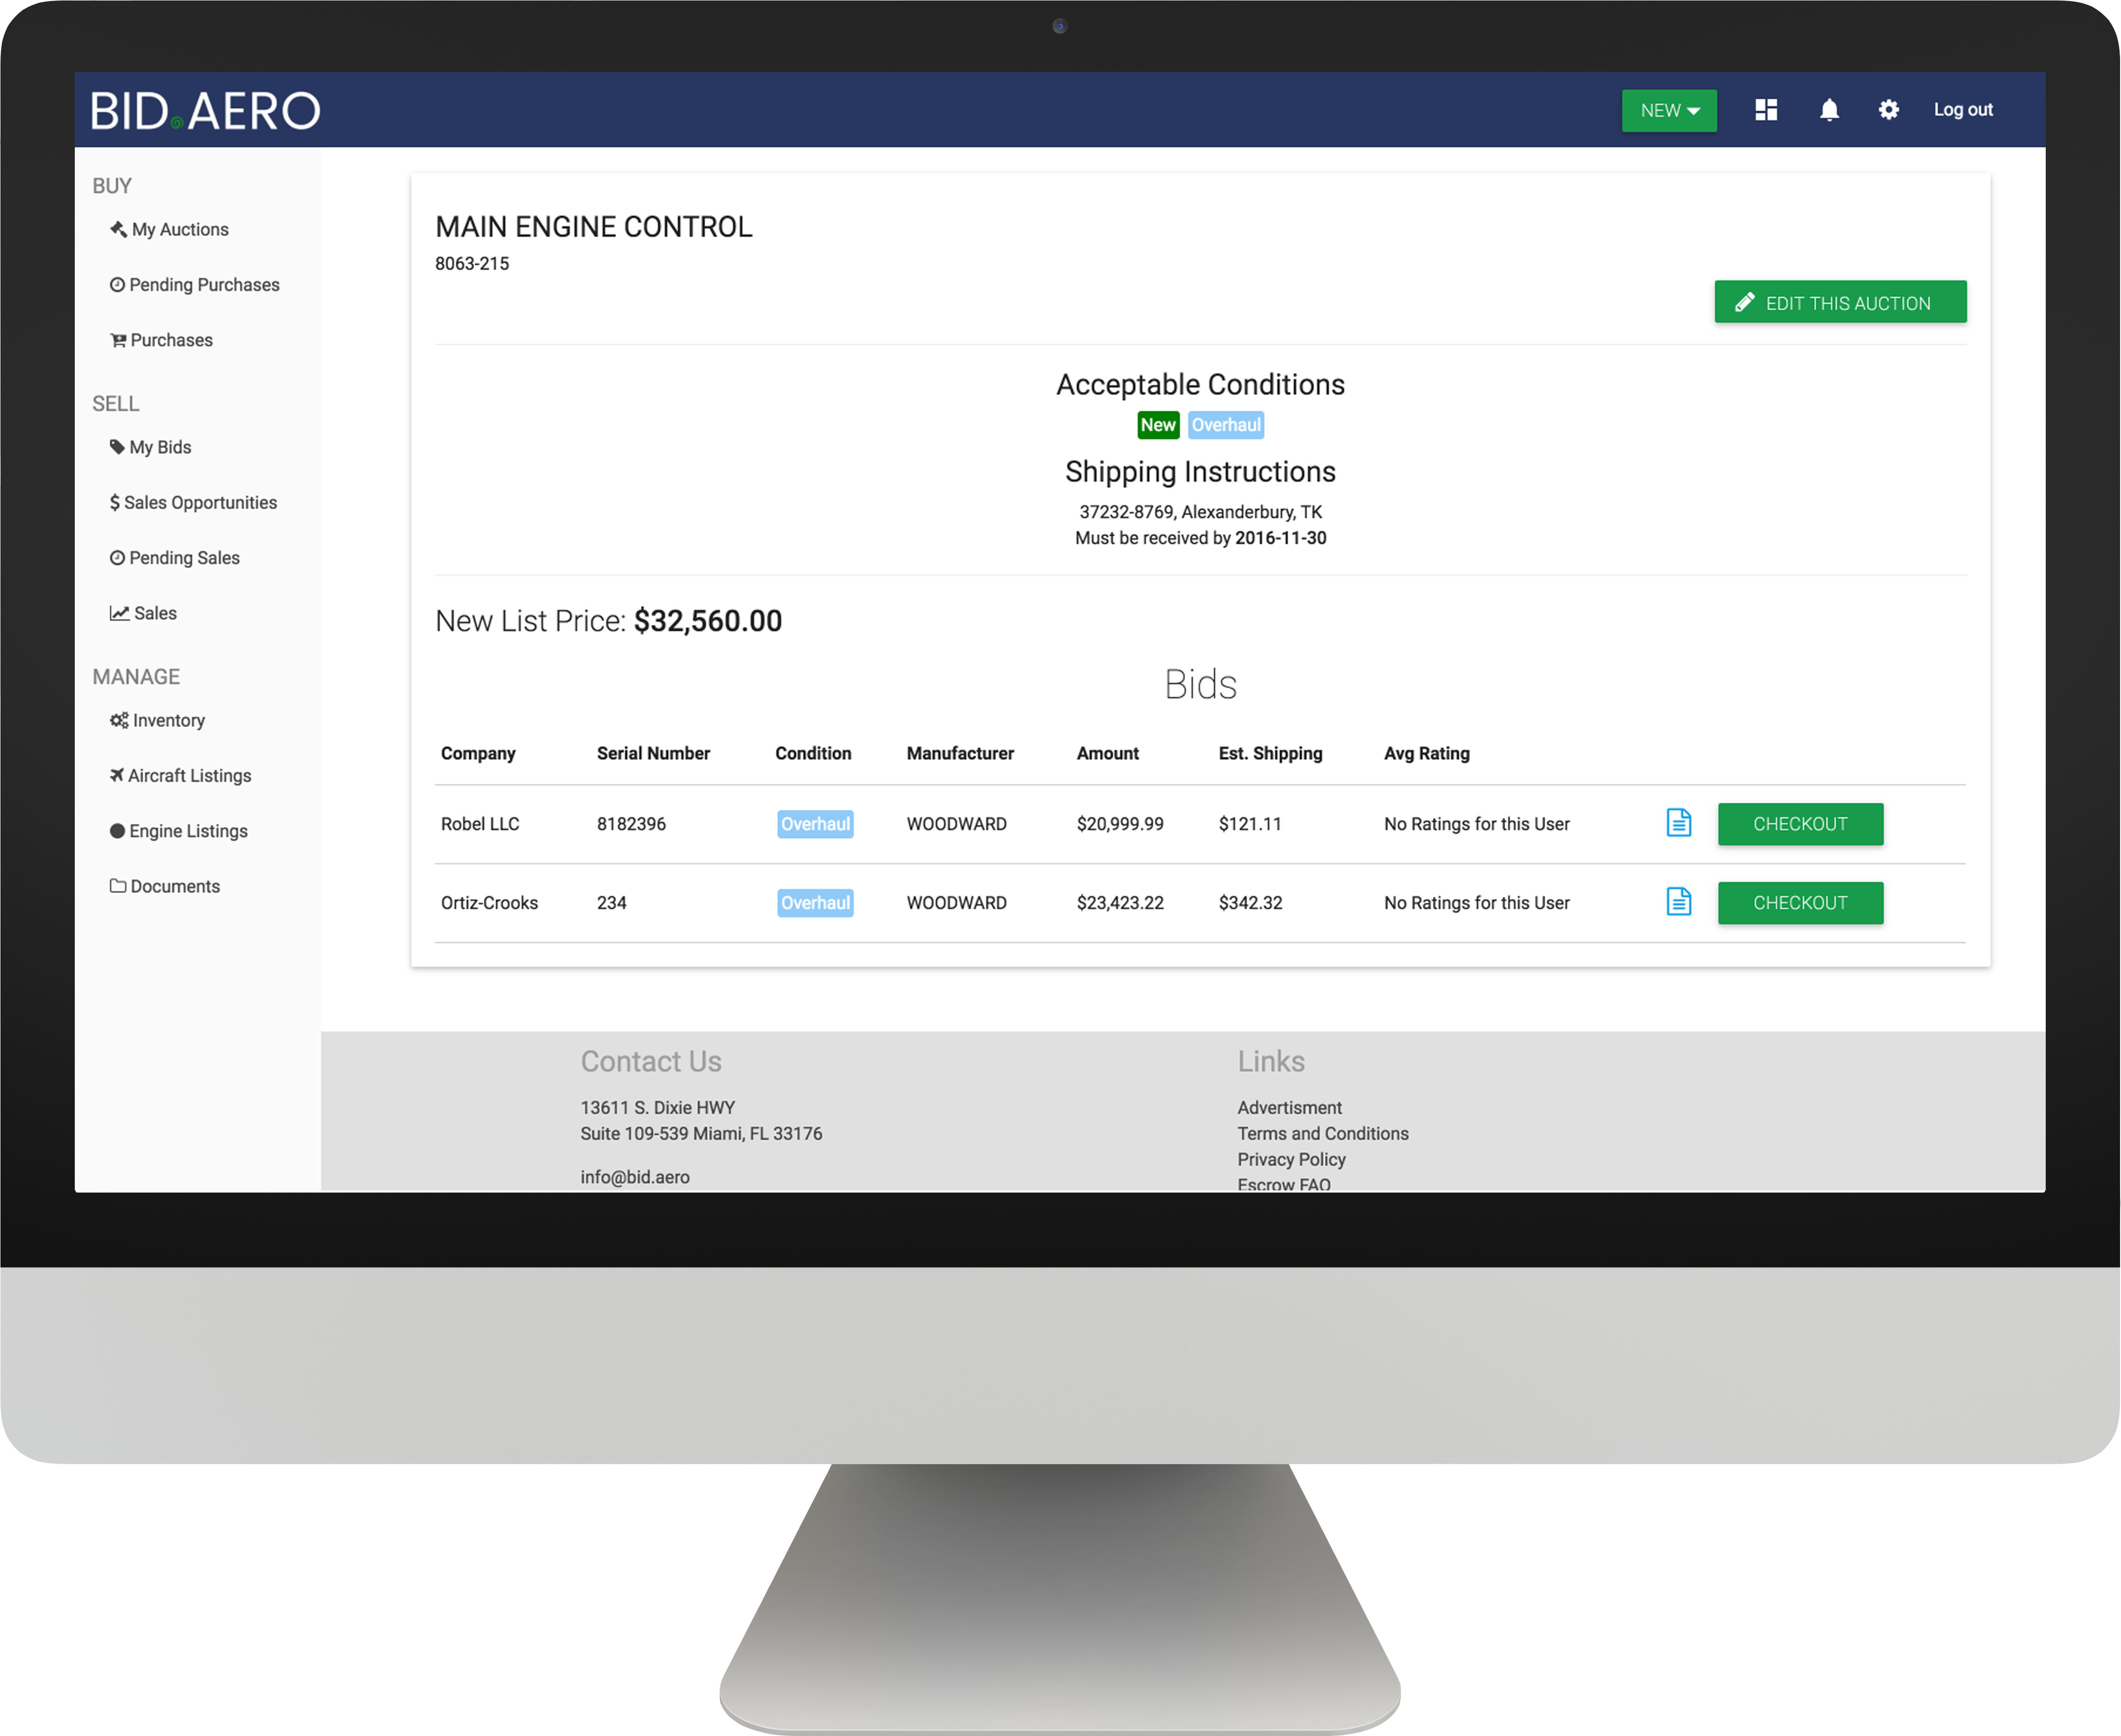 BID.AERO
NEW
Log out
BUY
My Auctions
Pending Purchases
Purchases
SELL
My Bids
$ Sales Opportunities
Pending Sales
Sales
MANAGE
Inventory
Aircraft Listings
Engine Listings
Documents
MAIN ENGINE CONTROL
8063-215
EDIT THIS AUCTION
Acceptable Conditions
New Overhaul
Shipping Instructions
37232-8769, Alexanderbury, TK
Must be received by 2016-11-30
New List Price: $32,560.00
Bids
Company Serial Number Condition Manufacturer Amount Est. Shipping Avg Rating
Robel LLC 8182396 Overhaul WOODWARD $20,999.99 $121.11 No Ratings for this User CHECKOUT
Ortiz-Crooks 234 Overhaul WOODWARD $23,423.22 $342.32 No Ratings for this User CHECKOUT
Contact Us
13611 S. Dixie HWY
Suite 109-539 Miami, FL 33176
info@bid.aero
Links
Advertisment
Terms and Conditions
Privacy Policy
Escrow FAQ